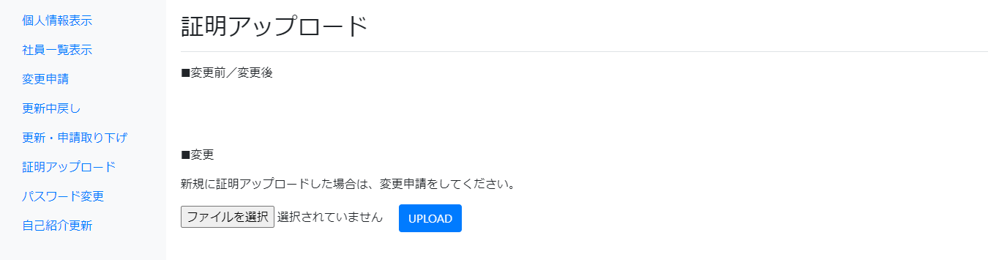 個人情報表示
社員一覧表示
変更申請
更新中戻し
更新・申請取り下げ
証明アップロード
パスワード変更
自己紹介更新
証明アップロード
■変更前／変更後
■変更
新規に証明アップロードした場合は、変更申請をしてください。
ファイルを選択 選択されていません UPLOAD